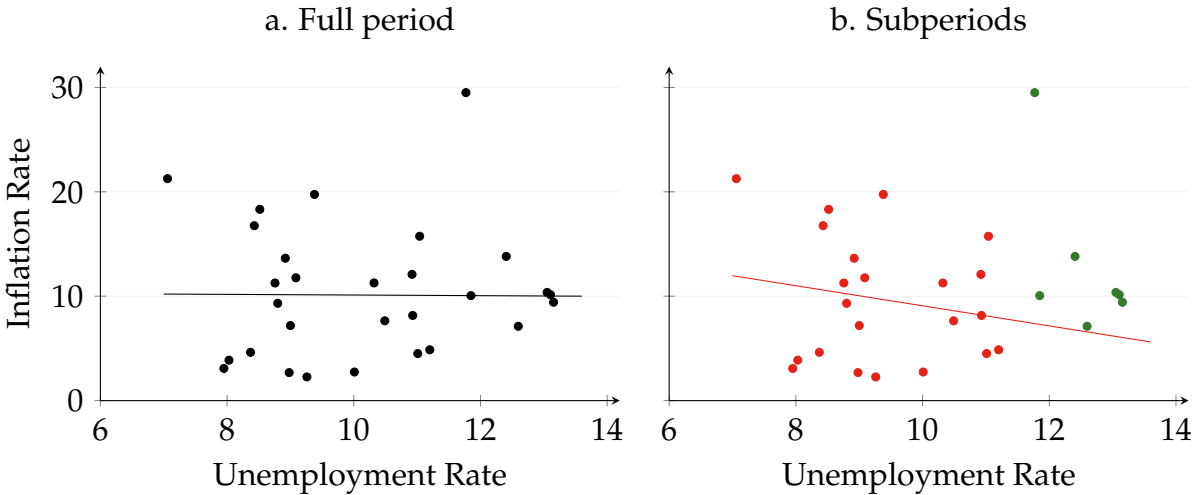 a. Full period
b. Subperiods
Inflation Rate
30
20
10
0
6
8
10
12
14
6
8
10
12
14
Unemployment Rate
Unemployment Rate